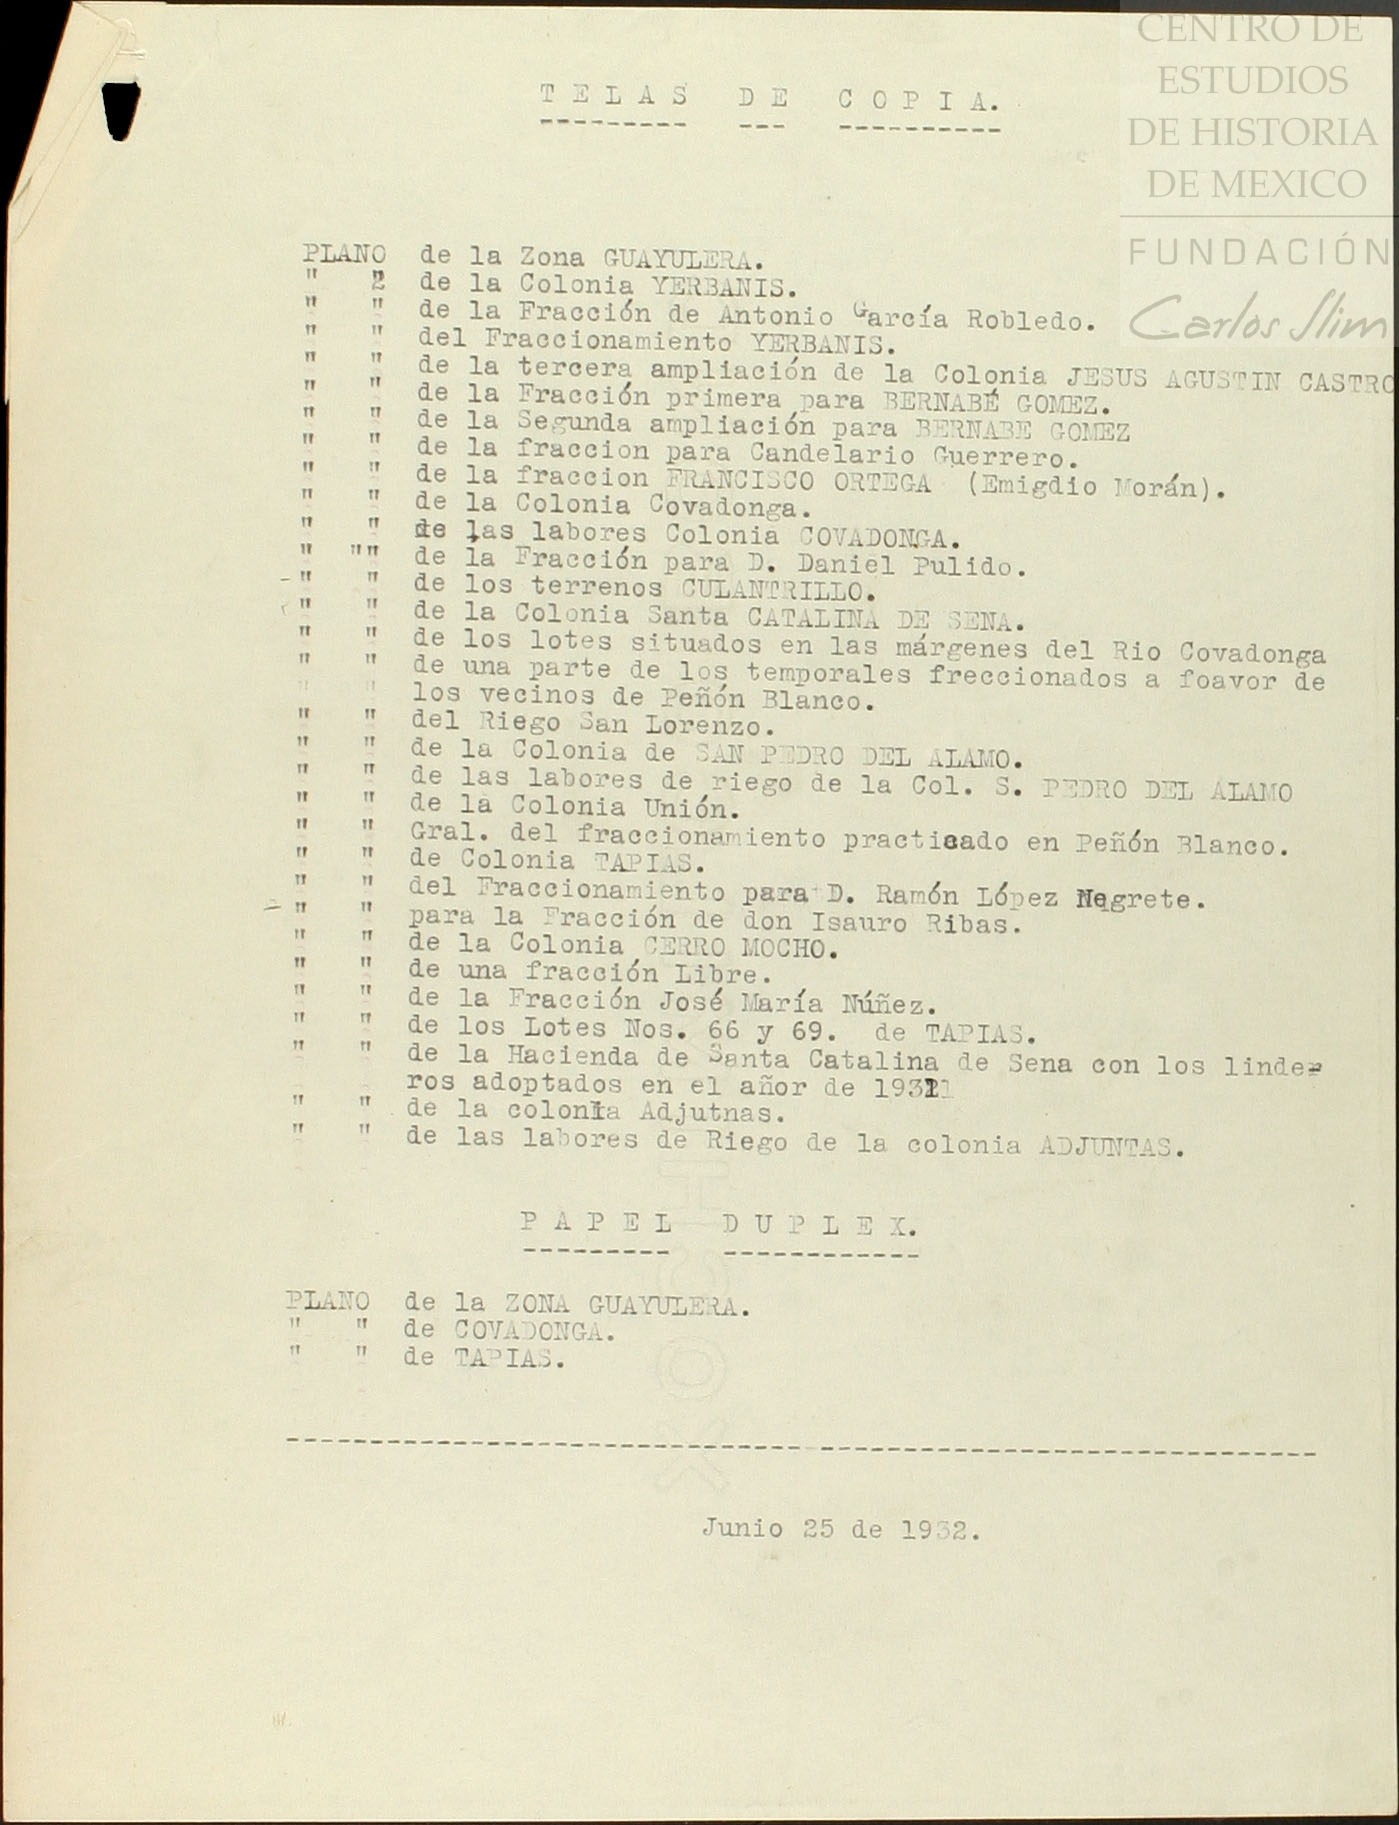 CENTRO DE
ESTUDIOS
DE HISTORIA
DE MEXICO
FUNDACIÓN
Carlos Slim
T E L A S   D E   C O P I A.
PLANO de la Zona GUAYULERA.
" " de la Colonia YERBANIS.
" " de la Fracción de Antonio García Robledo.
" " del Fraccionamiento YERBANIS.
" " de la tercera ampliación de la Colonia JESUS AGUSTIN CASTRO
" " de la Fracción primera para BERNABÉ GOMEZ.
" " de la Segunda ampliación para BERNABE GOMEZ
" " de la fraccion para Candelario Guerrero.
" " de la fraccion FRANCISCO ORTEGA (Emigdio Morán).
" " de la Colonia Covadonga.
" " de las labores Colonia COVADONGA.
" "" de la Fracción para D. Daniel Pulido.
" " de los terrenos CULANTRILLO.
" " de la Colonia Santa CATALINA DE SENA.
" " de los lotes situados en las márgenes del Rio Covadonga
" " de una parte de los temporales freccionados a foavor de
" " los vecinos de Peñón Blanco.
" " del Riego San Lorenzo.
" " de la Colonia de SAN PEDRO DEL ALAMO.
" " de las labores de riego de la Col. S. PEDRO DEL ALAMO
" " de la Colonia Unión.
" " Gral. del fraccionamiento practicado en Peñón Blanco.
" " de Colonia TAPIAS.
" " del Fraccionamiento para D. Ramón López Negrete.
" " para la Fracción de don Isauro Ribas.
" " de la Colonia CERRO MOCHO.
" " de una fracción Libre.
" " de la Fracción José María Núñez.
" " de los Lotes Nos. 66 y 69. de TAPIAS.
" " de la Hacienda de Santa Catalina de Sena con los linde-
ros adoptados en el añor de 1931
" " de la colonia Adjutnas.
" " de las labores de Riego de la colonia ADJUNTAS.
P A P E L   D U P L E X.
PLANO de la ZONA GUAYULERA.
" " de COVADONGA.
" " de TAPIAS.
Junio 25 de 1932.